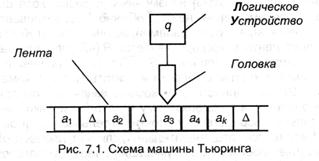 Логическое
Устройство
q
Лента
Головка
a1 Δ a2 Δ a3 a4 ak Δ
Рис. 7.1. Схема машины Тьюринга